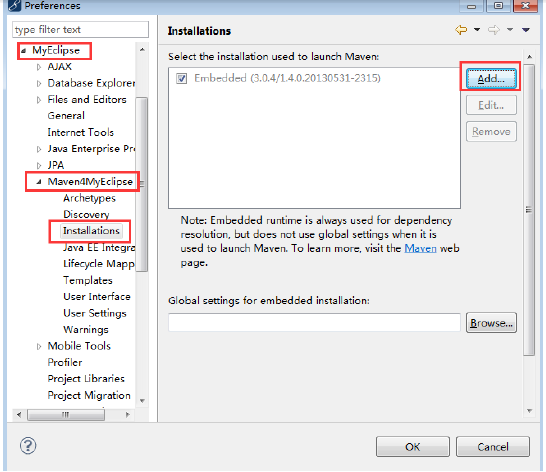 Preferences
type filter text
MyEclipse
AJAX
Database Explorer
Files and Editors
General
Internet Tools
Java Enterprise Pro
JPA
Maven4MyEclipse
Archetypes
Discovery
Installations
Java EE Integra
Lifecycle Mapp
Templates
User Interface
User Settings
Warnings
Mobile Tools
Profiler
Project Libraries
Project Migration
Installations
Select the installation used to launch Maven:
Embedded (3.0.4/1.4.0.20130531-2315)
Add...
Edit...
Remove
Note: Embedded runtime is always used for dependency
resolution, but does not use global settings when it is
used to launch Maven. To learn more, visit the Maven web
page.
Global settings for embedded installation:
Browse...
OK
Cancel